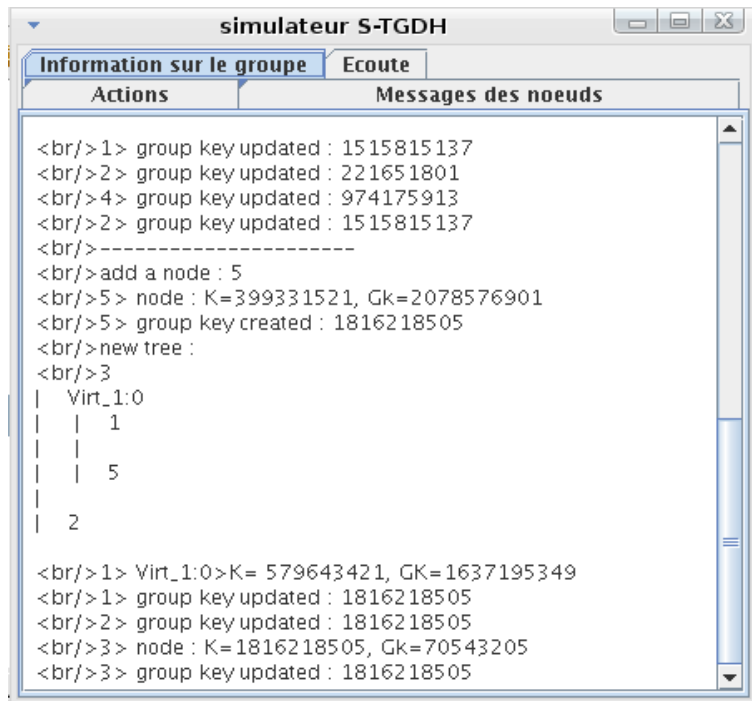 simulateur S-TGDH
Information sur le groupe Ecoute
Actions Messages des noeuds
<br/>1> group key updated : 1515815137
<br/>2> group key updated : 221651801
<br/>4> group key updated : 974175913
<br/>2> group key updated : 1515815137
<br/>----------------------
<br/>add a node : 5
<br/>5> node : K=399331521, Gk=2078576901
<br/>5> group key created : 1816218505
<br/>new tree :
<br/>3
| Virt_1:0
| | 1
| |
| | 5
|
| 2
<br/>1> Virt_1:0>K= 579643421, GK=1637195349
<br/>1> group key updated : 1816218505
<br/>2> group key updated : 1816218505
<br/>3> node : K=1816218505, Gk=70543205
<br/>3> group key updated : 1816218505